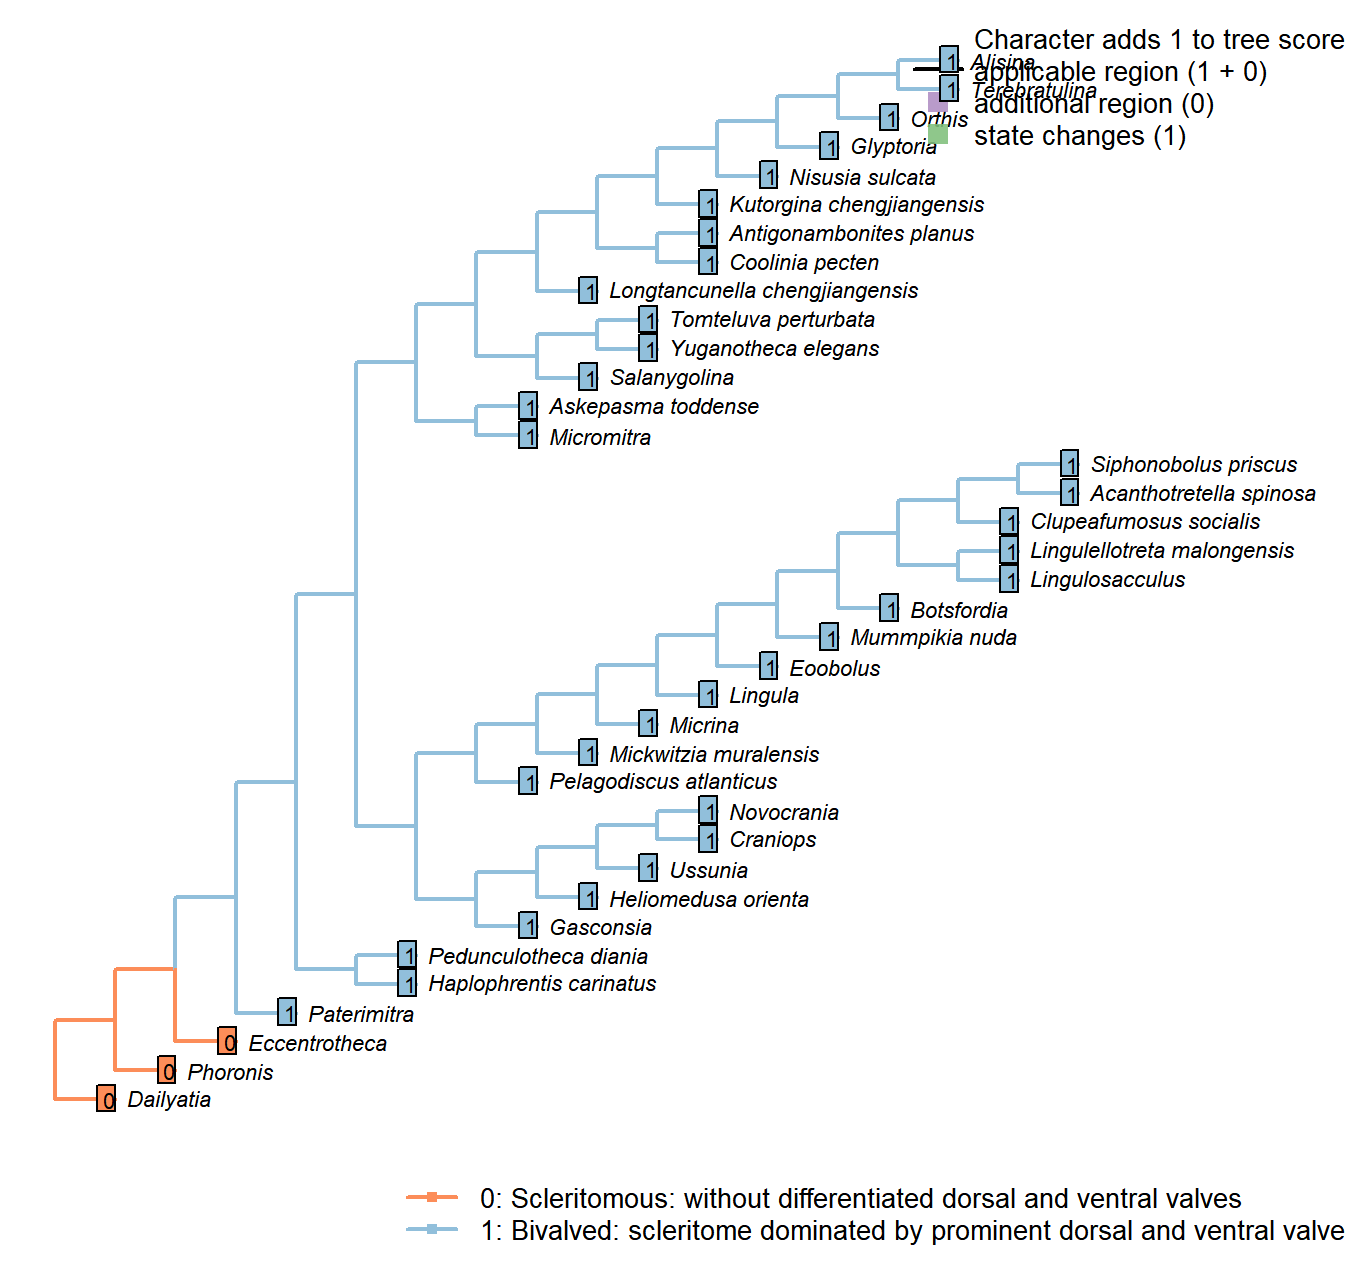 Character adds 1 to tree score
1 Alisina
applicable region (1 + 0)
1 Terebratulina
additional region (0)
1 Orthis
state changes (1)
1 Glyptoria
1 Nisusia sulcata
1 Kutorgina chengjiangensis
1 Antigonambonites planus
1 Coolinia pecten
1 Longtancunella chengjiangensis
1 Tomteluva perturbata
1 Yuganotheca elegans
1 Salanygolina
1 Askepasma toddense
1 Micromitra
1 Siphonobolus priscus
1 Acanthotretella spinosa
1 Clupeafumosus socialis
1 Lingulellotreta malongensis
1 Lingulosacculus
1 Botsfordia
1 Mummpikia nuda
1 Eoobolus
1 Lingula
1 Micrina
1 Mickwitzia muralensis
1 Pelagodiscus atlanticus
1 Novocrania
1 Craniops
1 Ussunia
1 Heliomedusa orienta
1 Gasconsia
1 Pedunculotheca diania
1 Haplophrentis carinatus
1 Paterimitra
0 Eccentrotheca
0 Phoronis
0 Dailyatia
0: Scleritomous: without differentiated dorsal and ventral valves
1: Bivalved: scleritome dominated by prominent dorsal and ventral valve